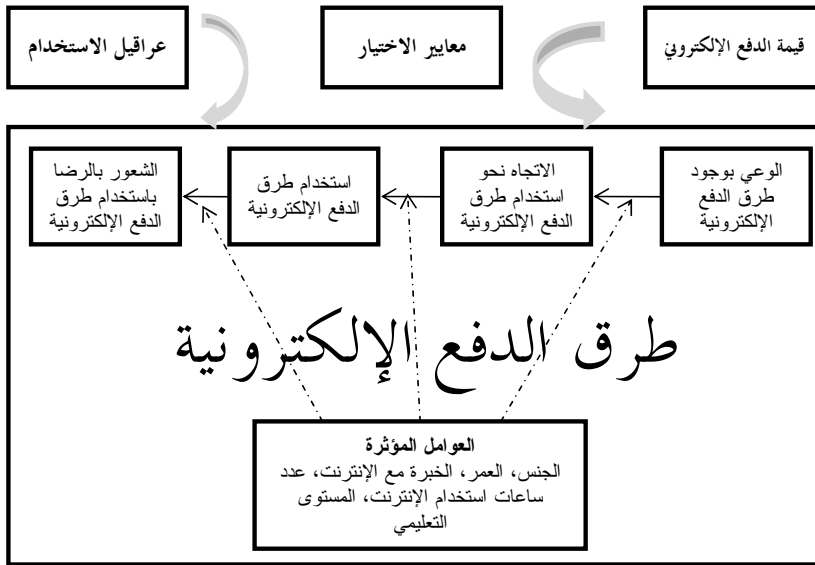 قيمة الدفع الإلكتروني
معايير الاختيار
عراقيل الاستخدام
الوعي بوجود
طرق الدفع
الإلكترونية
الاتجاه نحو
استخدام طرق
الدفع الإلكترونية
استخدام طرق
الدفع الإلكترونية
الشعور بالرضا
باستخدام طرق
الدفع الإلكترونية
طرق الدفع الإلكترونية
العوامل المؤثرة
الجنس، العمر، الخبرة مع الإنترنت، عدد
ساعات استخدام الإنترنت، المستوى
التعليمي